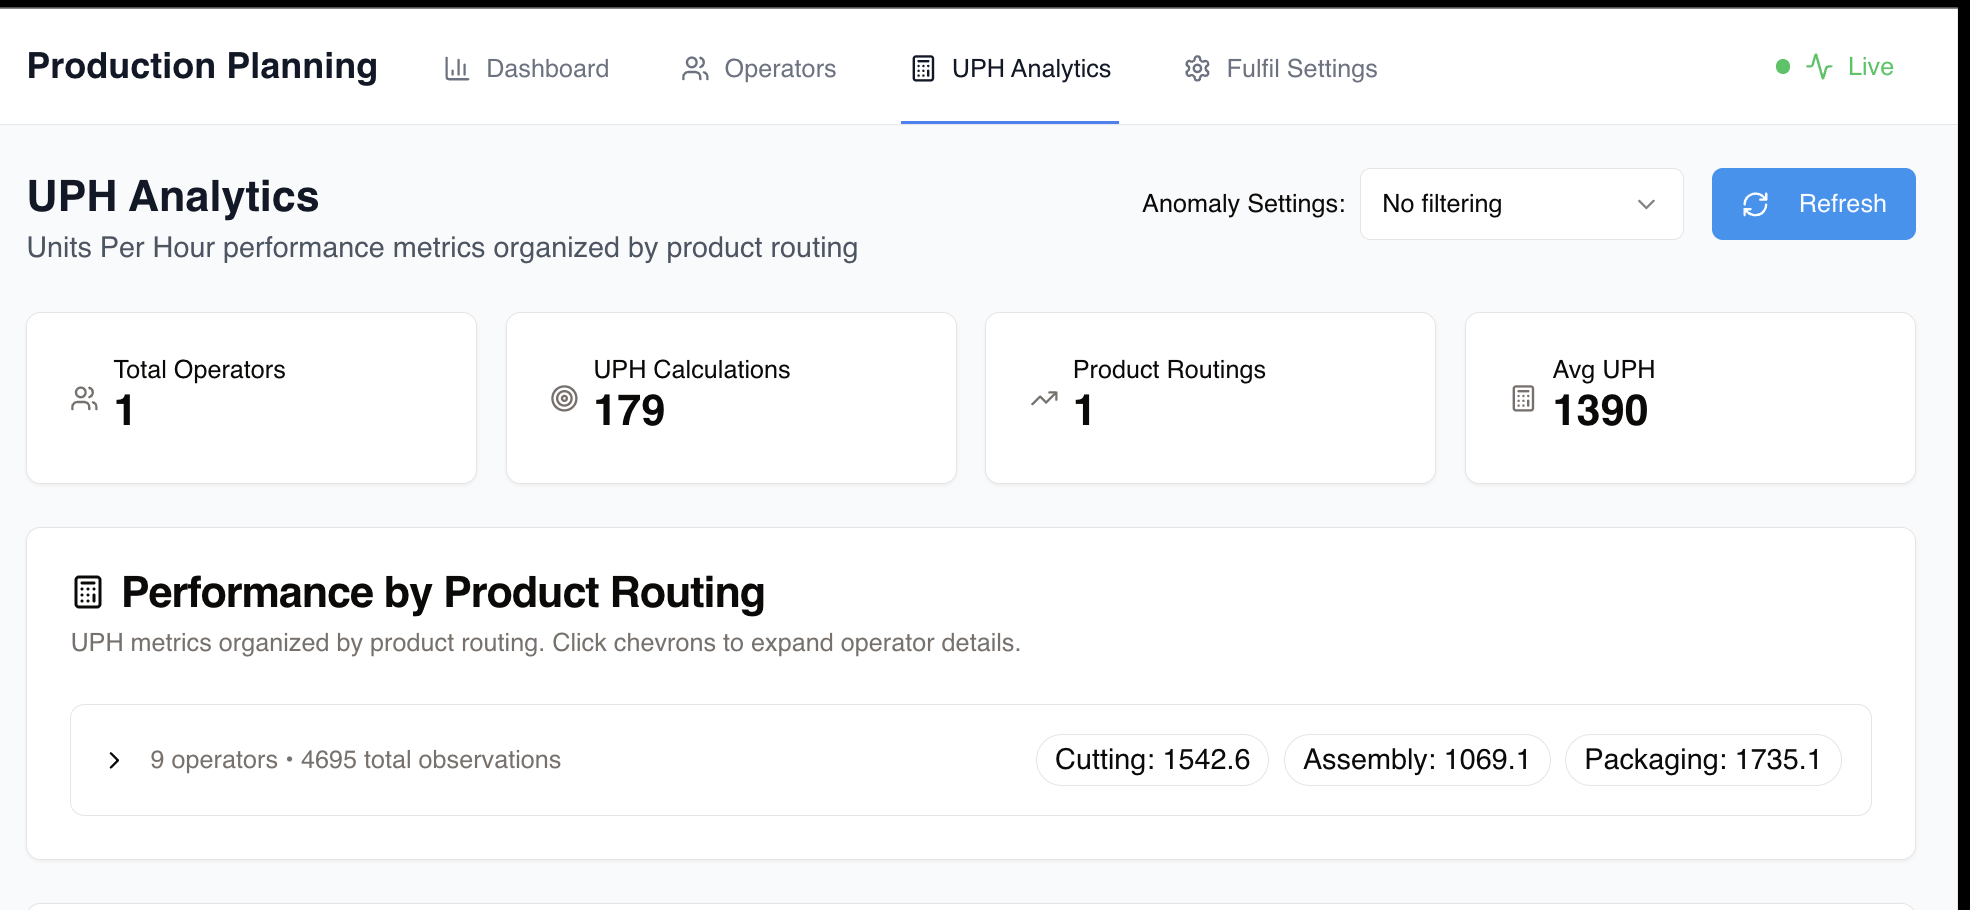 Production Planning
Dashboard
Operators
UPH Analytics
Fulfil Settings
Live
UPH Analytics
Units Per Hour performance metrics organized by product routing
Anomaly Settings:
No filtering
Refresh
Total Operators
1
UPH Calculations
179
Product Routings
1
Avg UPH
1390
Performance by Product Routing
UPH metrics organized by product routing. Click chevrons to expand operator details.
9 operators • 4695 total observations
Cutting: 1542.6
Assembly: 1069.1
Packaging: 1735.1